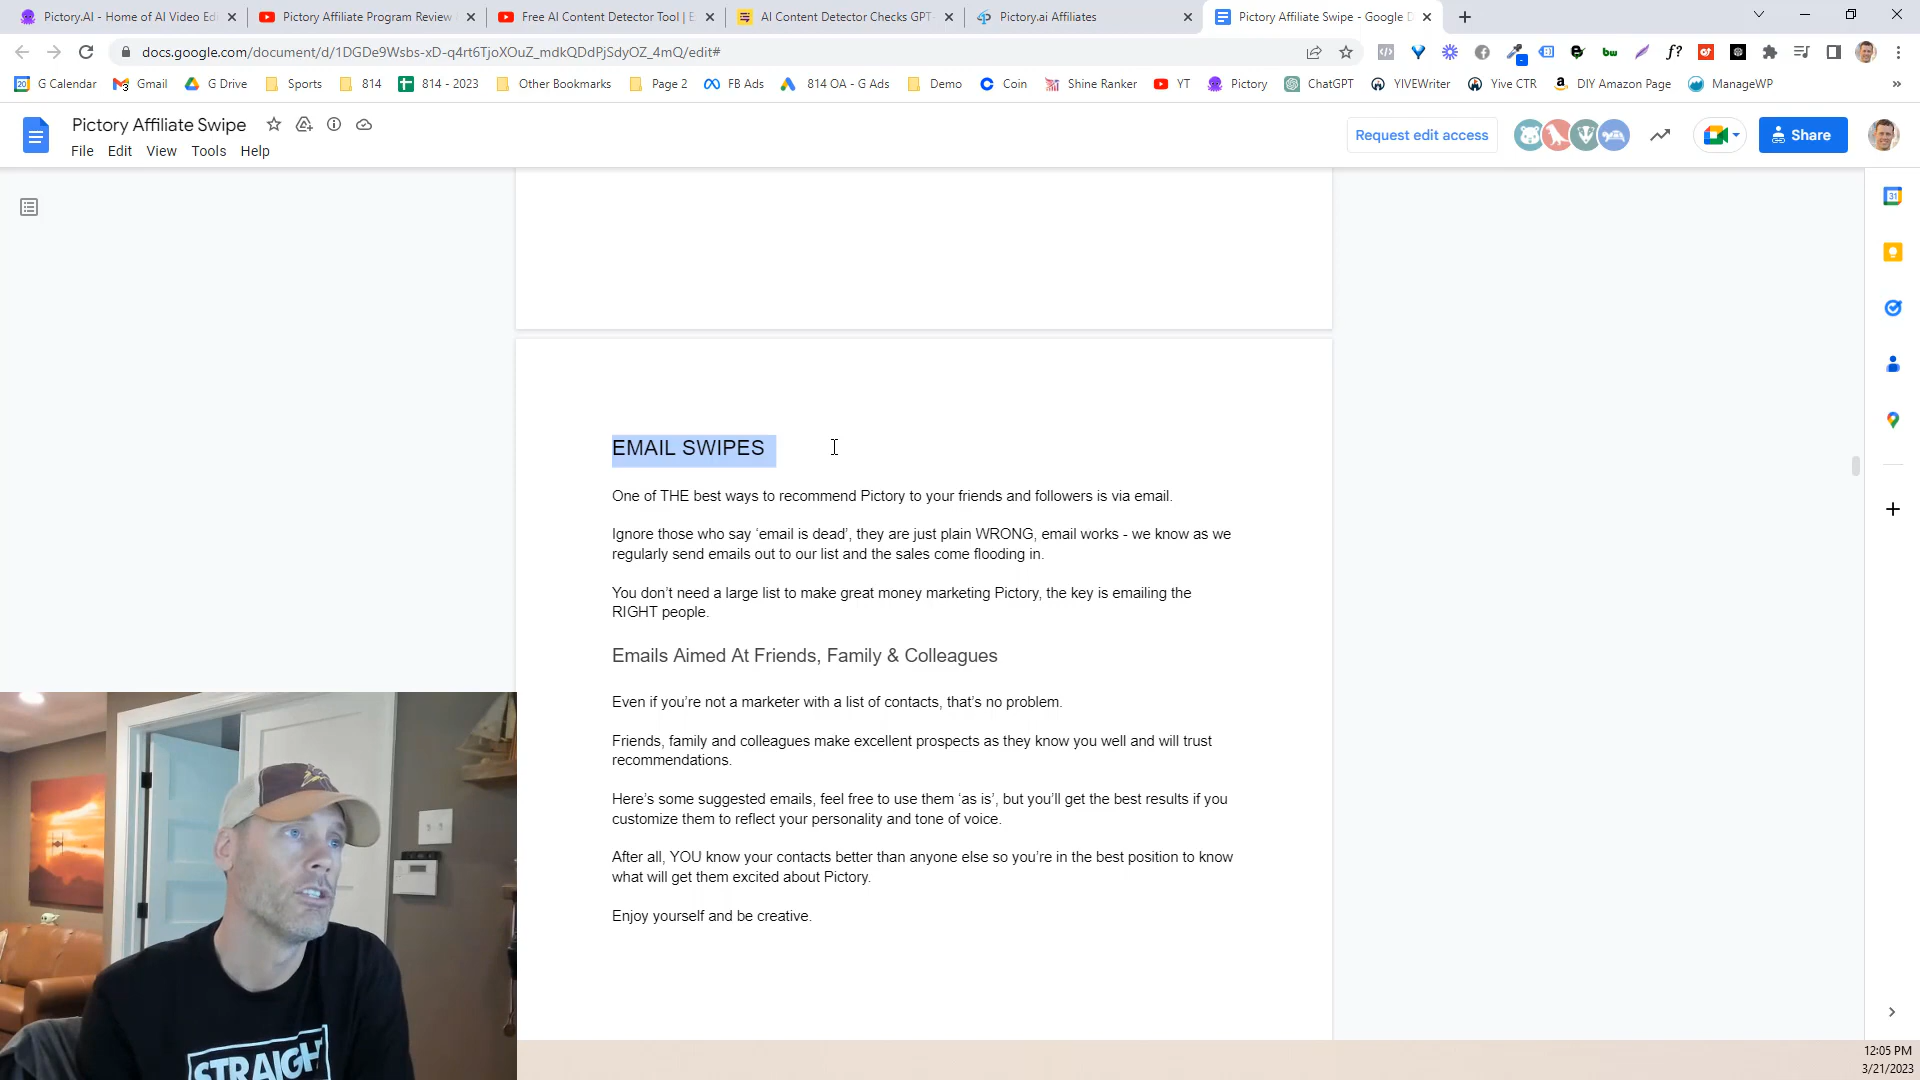 Pictory.AI - Home of AI Video Ed
Pictory Affiliate Program Review
Free AI Content Detector Tool | E
AI Content Detector Checks GPT
Pictory.ai Affiliates
Pictory Affiliate Swipe - Google D
docs.google.com/document/d/1DGDe9Wsbs-xD-q4rt6TjoXOuZ_mdkQDdPjSdyOZ_4mQ/edit#
G Calendar
Gmail
G Drive
Sports
814
814 - 2023
Other Bookmarks
Page 2
FB Ads
814 OA - G Ads
Demo
Coin
Shine Ranker
YT
Pictory
ChatGPT
YIVEWriter
Yive CTR
DIY Amazon Page
ManageWP
Pictory Affiliate Swipe
File Edit View Tools Help
Request edit access
Share
EMAIL SWIPES
One of THE best ways to recommend Pictory to your friends and followers is via email.
Ignore those who say ‘email is dead’, they are just plain WRONG, email works - we know as we
regularly send emails out to our list and the sales come flooding in.
You don’t need a large list to make great money marketing Pictory, the key is emailing the
RIGHT people.
Emails Aimed At Friends, Family & Colleagues
Even if you’re not a marketer with a list of contacts, that’s no problem.
Friends, family and colleagues make excellent prospects as they know you well and will trust
recommendations.
Here’s some suggested emails, feel free to use them ‘as is’, but you’ll get the best results if you
customize them to reflect your personality and tone of voice.
After all, YOU know your contacts better than anyone else so you’re in the best position to know
what will get them excited about Pictory.
Enjoy yourself and be creative.
STRAIGHT
12:05 PM
3/21/2023